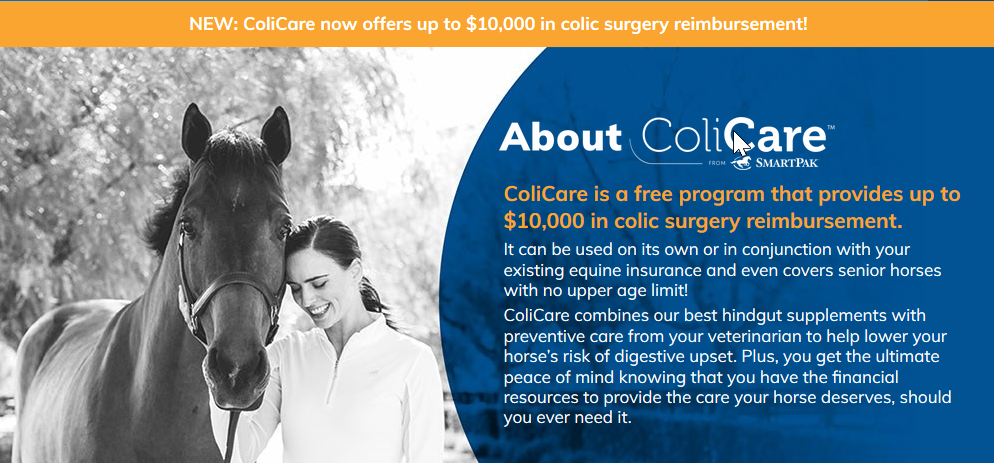 NEW: ColiCare now offers up to $10,000 in colic surgery reimbursement!
About ColiCare™
FROM SMARTPAK
ColiCare is a free program that provides up to
$10,000 in colic surgery reimbursement.
It can be used on its own or in conjunction with your
existing equine insurance and even covers senior horses
with no upper age limit!
ColiCare combines our best hindgut supplements with
preventive care from your veterinarian to help lower your
horse's risk of digestive upset. Plus, you get the ultimate
peace of mind knowing that you have the financial
resources to provide the care your horse deserves, should
you ever need it.